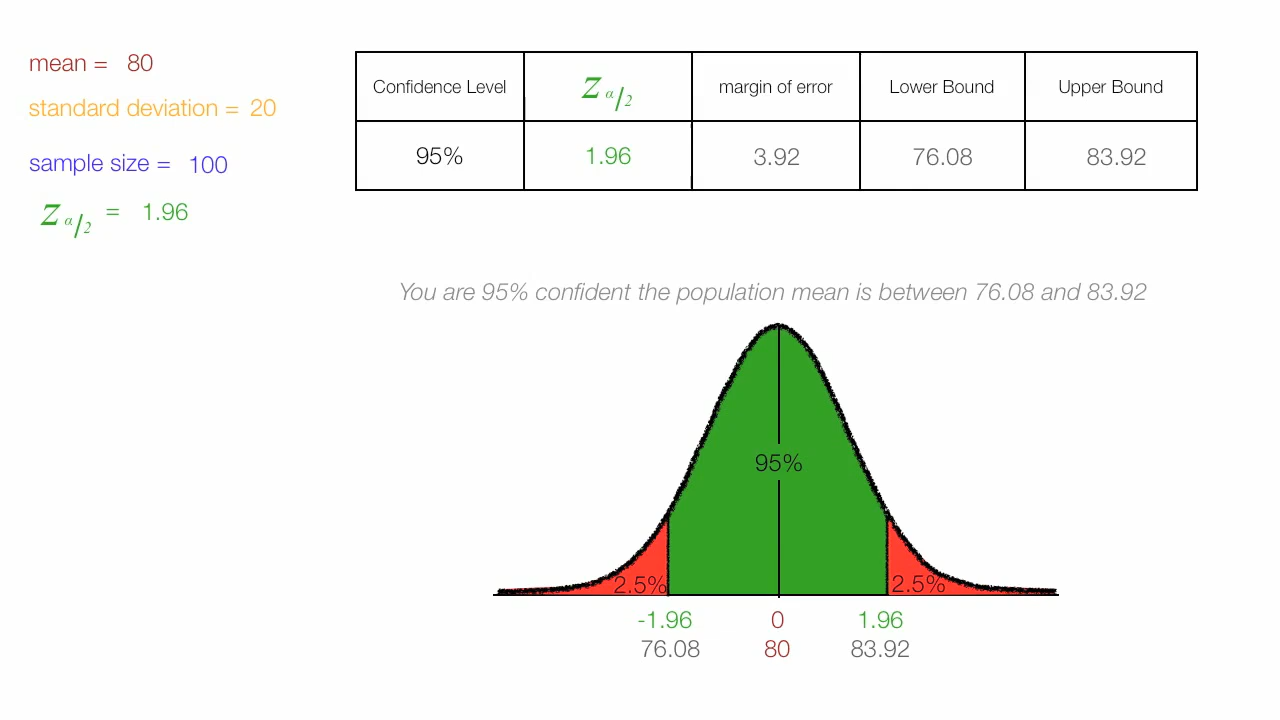 mean = 80
standard deviation = 20
sample size = 100
z α/2 = 1.96
Confidence Level z α/2 margin of error Lower Bound Upper Bound
95% 1.96 3.92 76.08 83.92
You are 95% confident the population mean is between 76.08 and 83.92
95%
2.5% 2.5%
-1.96 0 1.96
76.08 80 83.92